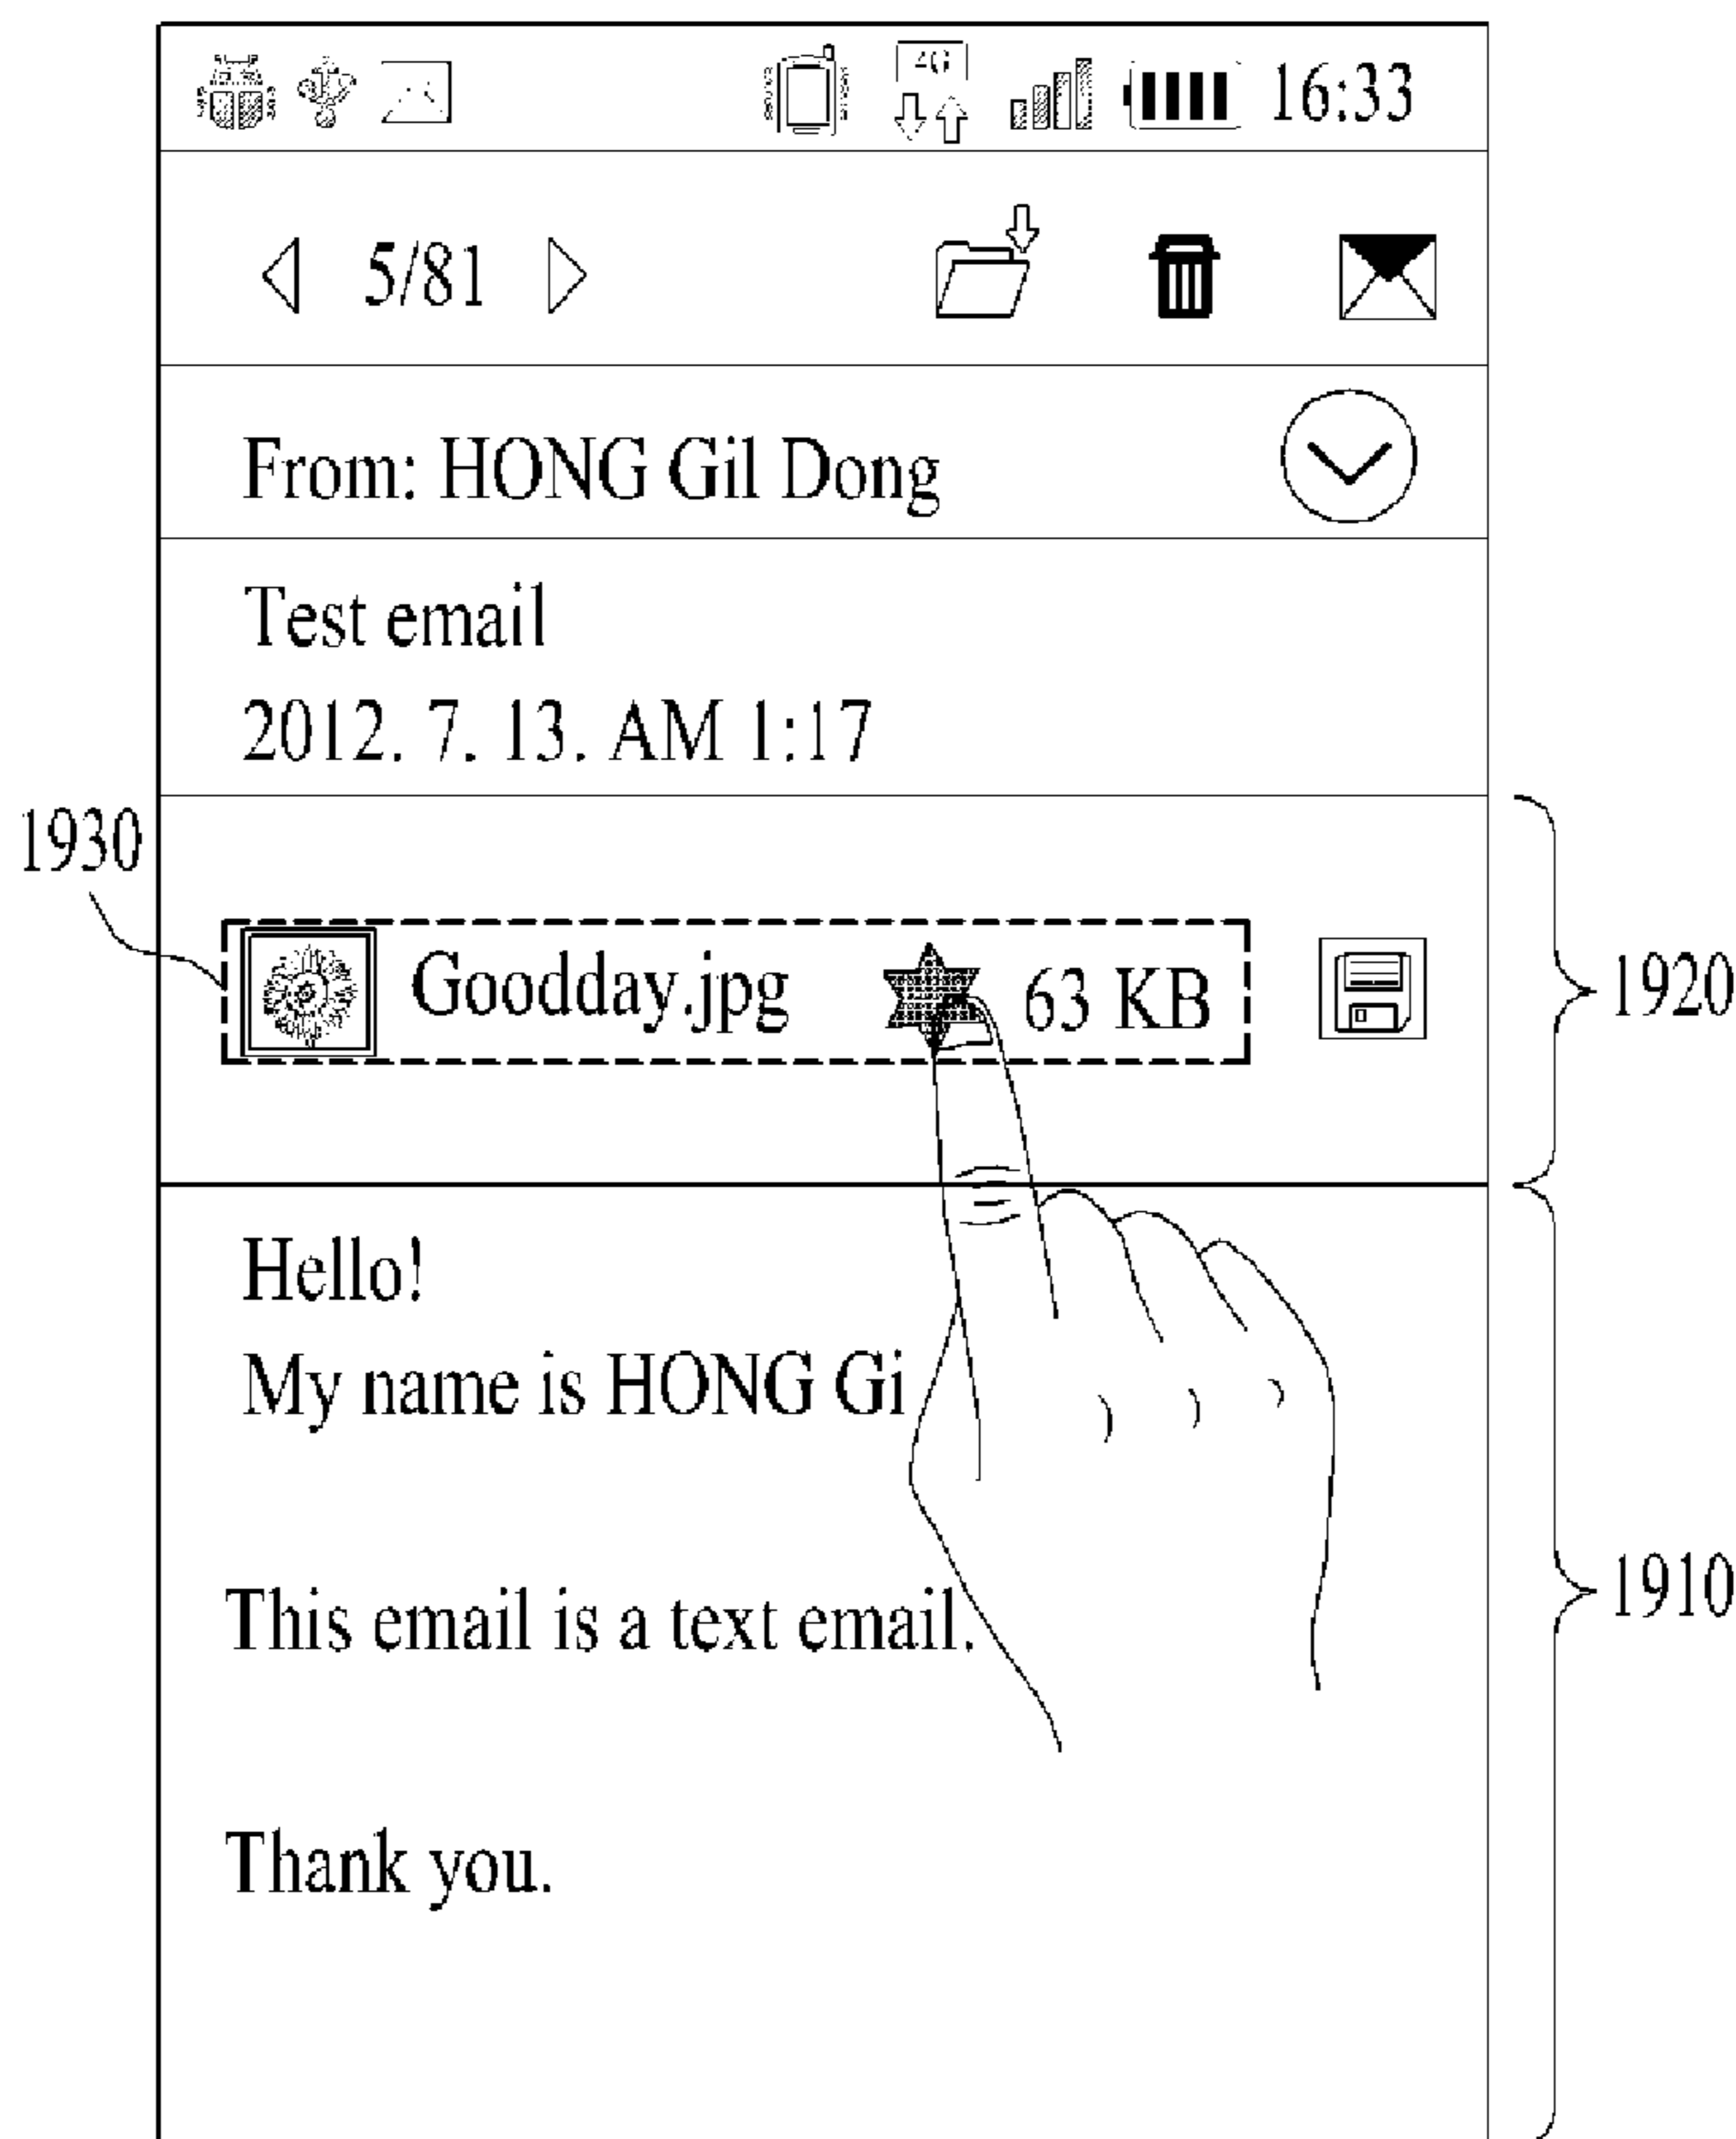 4G
16:33
5/81
From: HONG Gil Dong
Test email
2012. 7. 13. AM 1:17
1930
Goodday.jpg 63 KB
1920
Hello!
My name is HONG Gi
This email is a text email.
1910
Thank you.